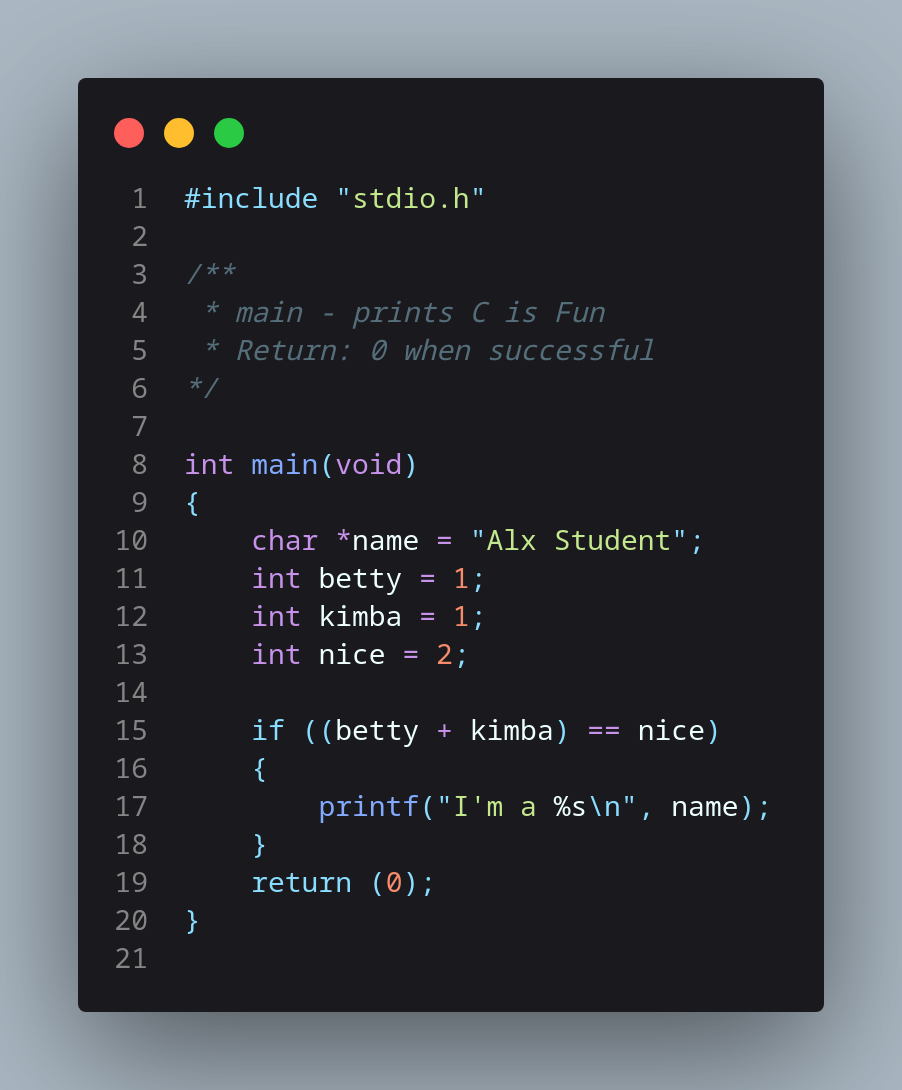 1 #include "stdio.h"
2
3 /**
4  * main - prints C is Fun
5  * Return: 0 when successful
6 */
7
8 int main(void)
9 {
10     char *name = "Alx Student";
11     int betty = 1;
12     int kimba = 1;
13     int nice = 2;
14
15     if ((betty + kimba) == nice)
16     {
17         printf("I'm a %s\n", name);
18     }
19     return (0);
20 }
21